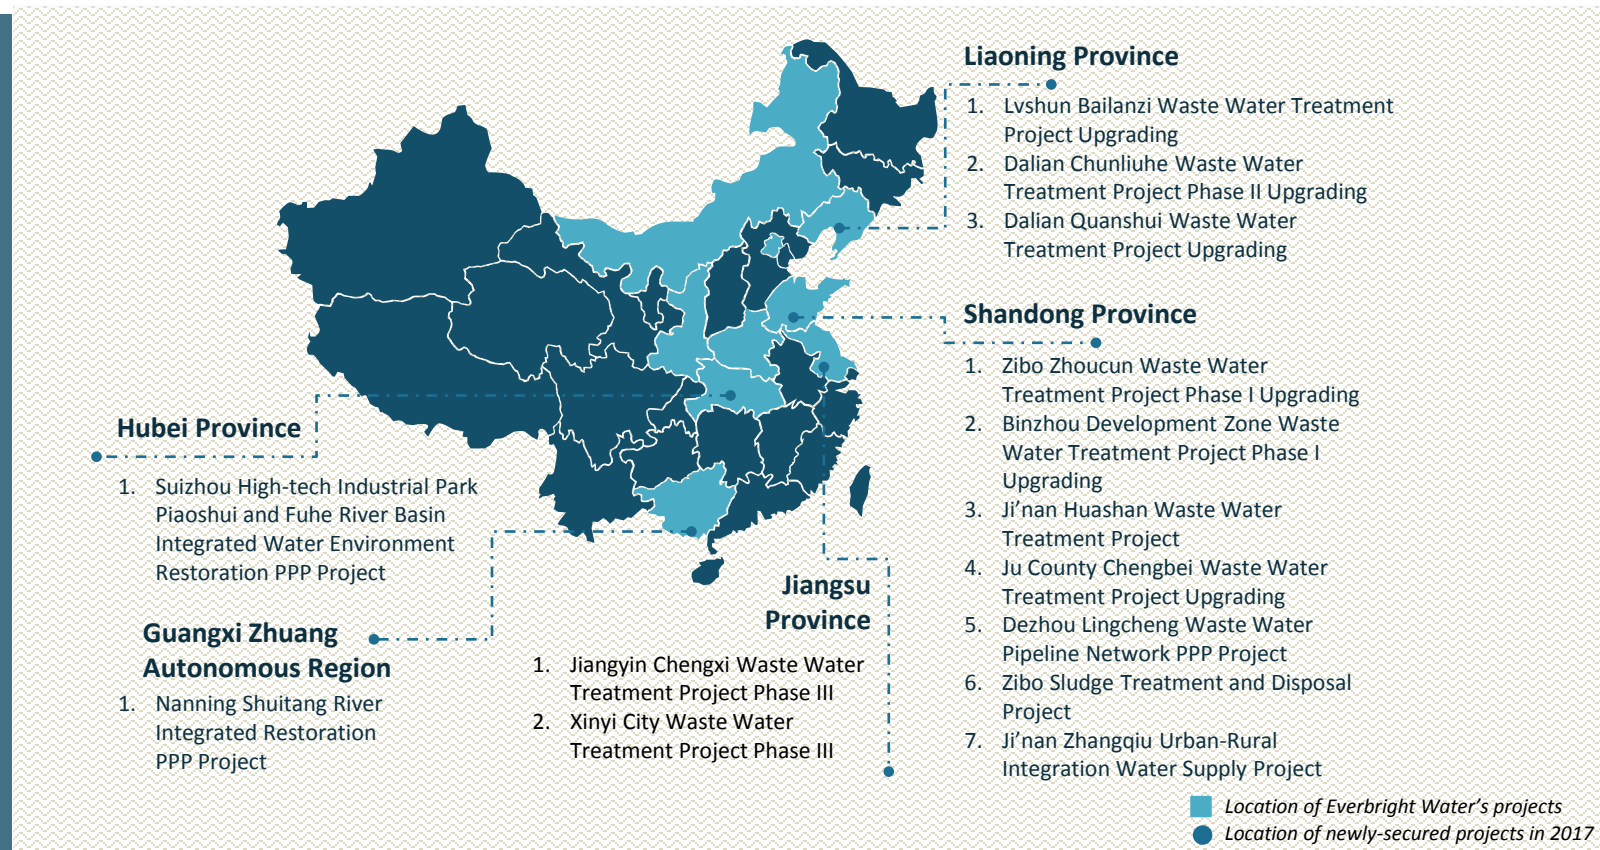 Liaoning Province
1. Lvshun Bailanzi Waste Water Treatment
Project Upgrading
2. Dalian Chunliuhe Waste Water
Treatment Project Phase II Upgrading
3. Dalian Quanshui Waste Water
Treatment Project Upgrading
Shandong Province
1. Zibo Zhoucun Waste Water
Treatment Project Phase I Upgrading
2. Binzhou Development Zone Waste
Water Treatment Project Phase I
Upgrading
3. Ji’nan Huashan Waste Water
Treatment Project
4. Ju County Chengbei Waste Water
Treatment Project Upgrading
5. Dezhou Lingcheng Waste Water
Pipeline Network PPP Project
6. Zibo Sludge Treatment and Disposal
Project
7. Ji’nan Zhangqiu Urban-Rural
Integration Water Supply Project
Hubei Province
1. Suizhou High-tech Industrial Park
Piaoshui and Fuhe River Basin
Integrated Water Environment
Restoration PPP Project
Guangxi Zhuang
Autonomous Region
1. Nanning Shuitang River
Integrated Restoration
PPP Project
Jiangsu
Province
1. Jiangyin Chengxi Waste Water
Treatment Project Phase III
2. Xinyi City Waste Water
Treatment Project Phase III
Location of Everbright Water’s projects
Location of newly-secured projects in 2017